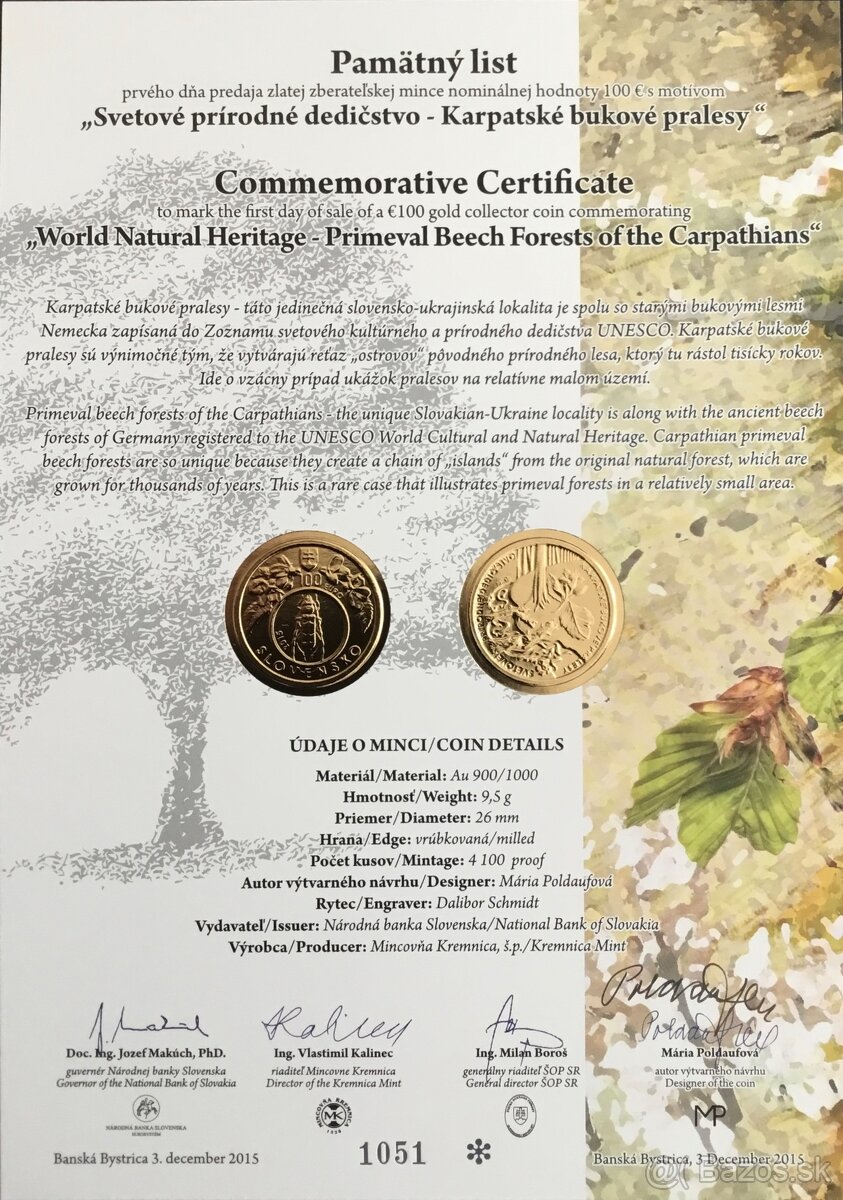 Pamätný list
prvého dňa predaja zlatej zberateľskej mince nominálnej hodnoty 100 € s motívom
„Svetové prírodné dedičstvo - Karpatské bukové pralesy “
Commemorative Certificate
to mark the first day of sale of a €100 gold collector coin commemorating
„World Natural Heritage - Primeval Beech Forests of the Carpathians“
Karpatské bukové pralesy - táto jedinečná slovensko-ukrajinská lokalita je spolu so starými bukovými lesmi
Nemecka zapísaná do Zoznamu svetového kultúrneho a prírodného dedičstva UNESCO. Karpatské bukové
pralesy sú výnimočné tým, že vytvárajú reťaz „ostrovov“ pôvodného prírodného lesa, ktorý tu rástol tisícky rokov.
Ide o vzácny prípad ukážok pralesov na relatívne malom území.
Primeval beech forests of the Carpathians - the unique Slovakian-Ukraine locality is along with the ancient beech
forests of Germany registered to the UNESCO World Cultural and Natural Heritage. Carpathian primeval
beech forests are so unique because they create a chain of „islands“ from the original natural forest, which are
grown for thousands of years. This is a rare case that illustrates primeval forests in a relatively small area.
100 EURO
2015
SLOVENSKO
ÚDAJE O MINCI/COIN DETAILS
Materiál/Material: Au 900/1000
Hmotnosť/Weight: 9,5 g
Priemer/Diameter: 26 mm
Hrana/Edge: vrúbkovaná/milled
Počet kusov/Mintage: 4 100 proof
Autor výtvarného návrhu/Designer: Mária Poldaufová
Rytec/Engraver: Dalibor Schmidt
Vydavateľ/Issuer: Národná banka Slovenska/National Bank of Slovakia
Výrobca/Producer: Mincovňa Kremnica, š.p./Kremnica Mint
Doc. Ing. Jozef Makúch, PhD.
guvernér Národnej banky Slovenska
Governor of the National Bank of Slovakia
NÁRODNÁ BANKA SLOVENSKA
EUROSYSTÉM
Ing. Vlastimil Kalinec
riaditeľ Mincovne Kremnica
Director of the Kremnica Mint
MINCOVŇA KREMNICA
MK
1328
Ing. Milan Boroš
generálny riaditeľ ŠOP SR
General director ŠOP SR
Mária Poldaufová
autor výtvarného návrhu
Designer of the coin
MP
Banská Bystrica 3. december 2015
1051 *
Banská Bystrica, 3 December 2015
@ Bazos.sk